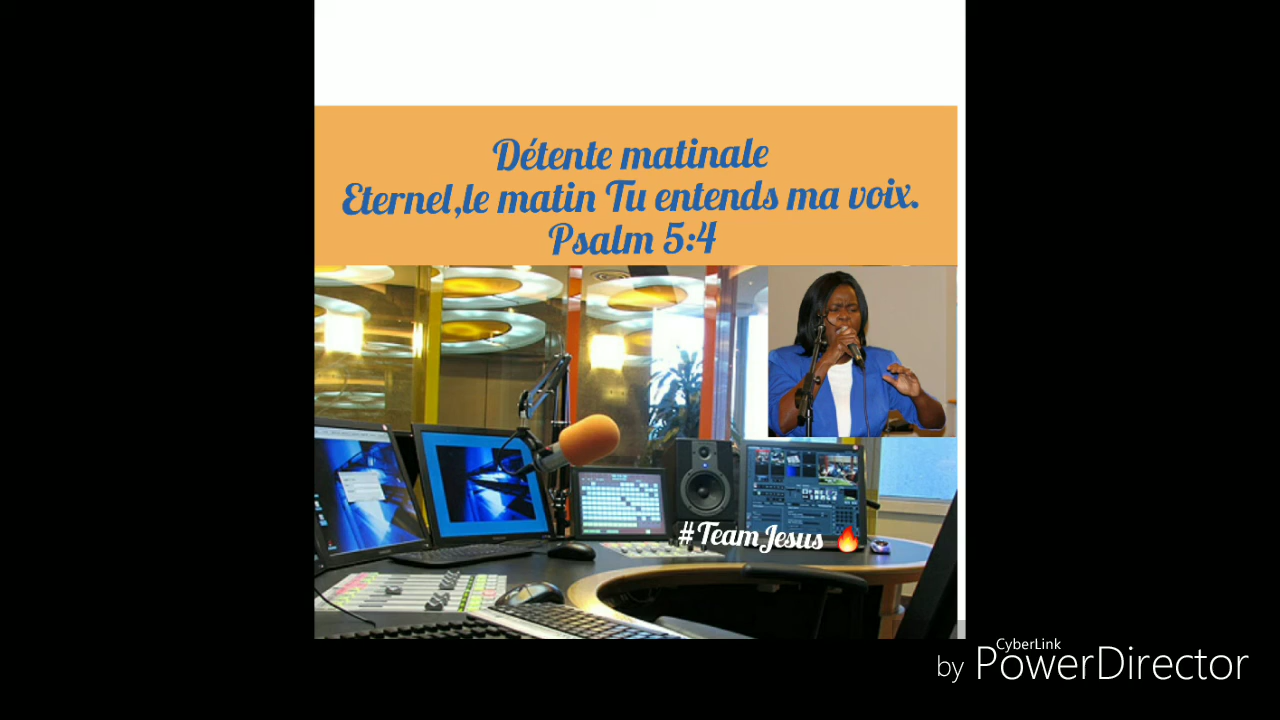 Détente matinale
Eternel,le matin Tu entends ma voix.
Psalm 5:4
#TeamJesus 🔥
CyberLink
by PowerDirector